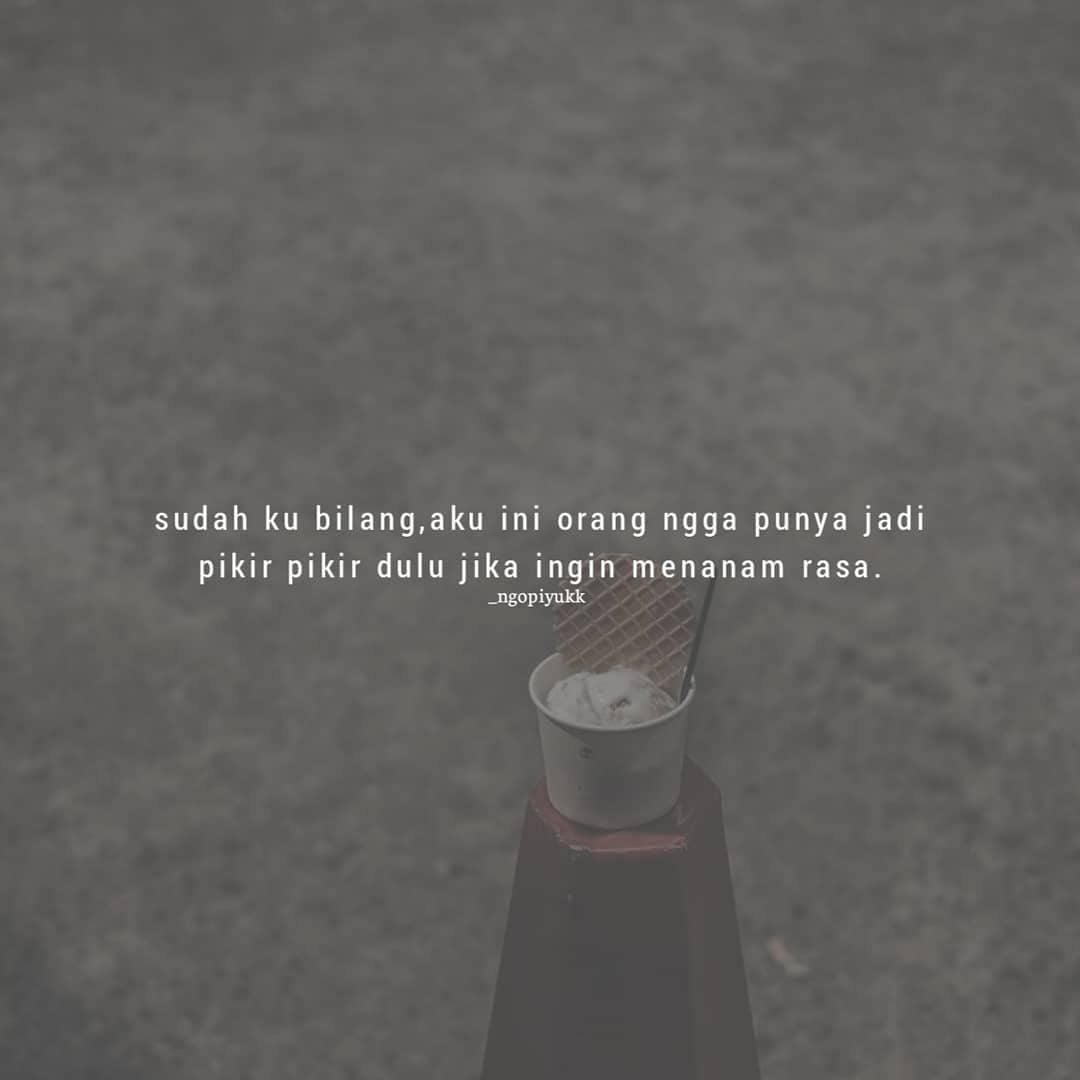 sudah ku bilang,aku ini orang ngga punya jadi
pikir pikir dulu jika ingin menanam rasa.
_ngopiyukk